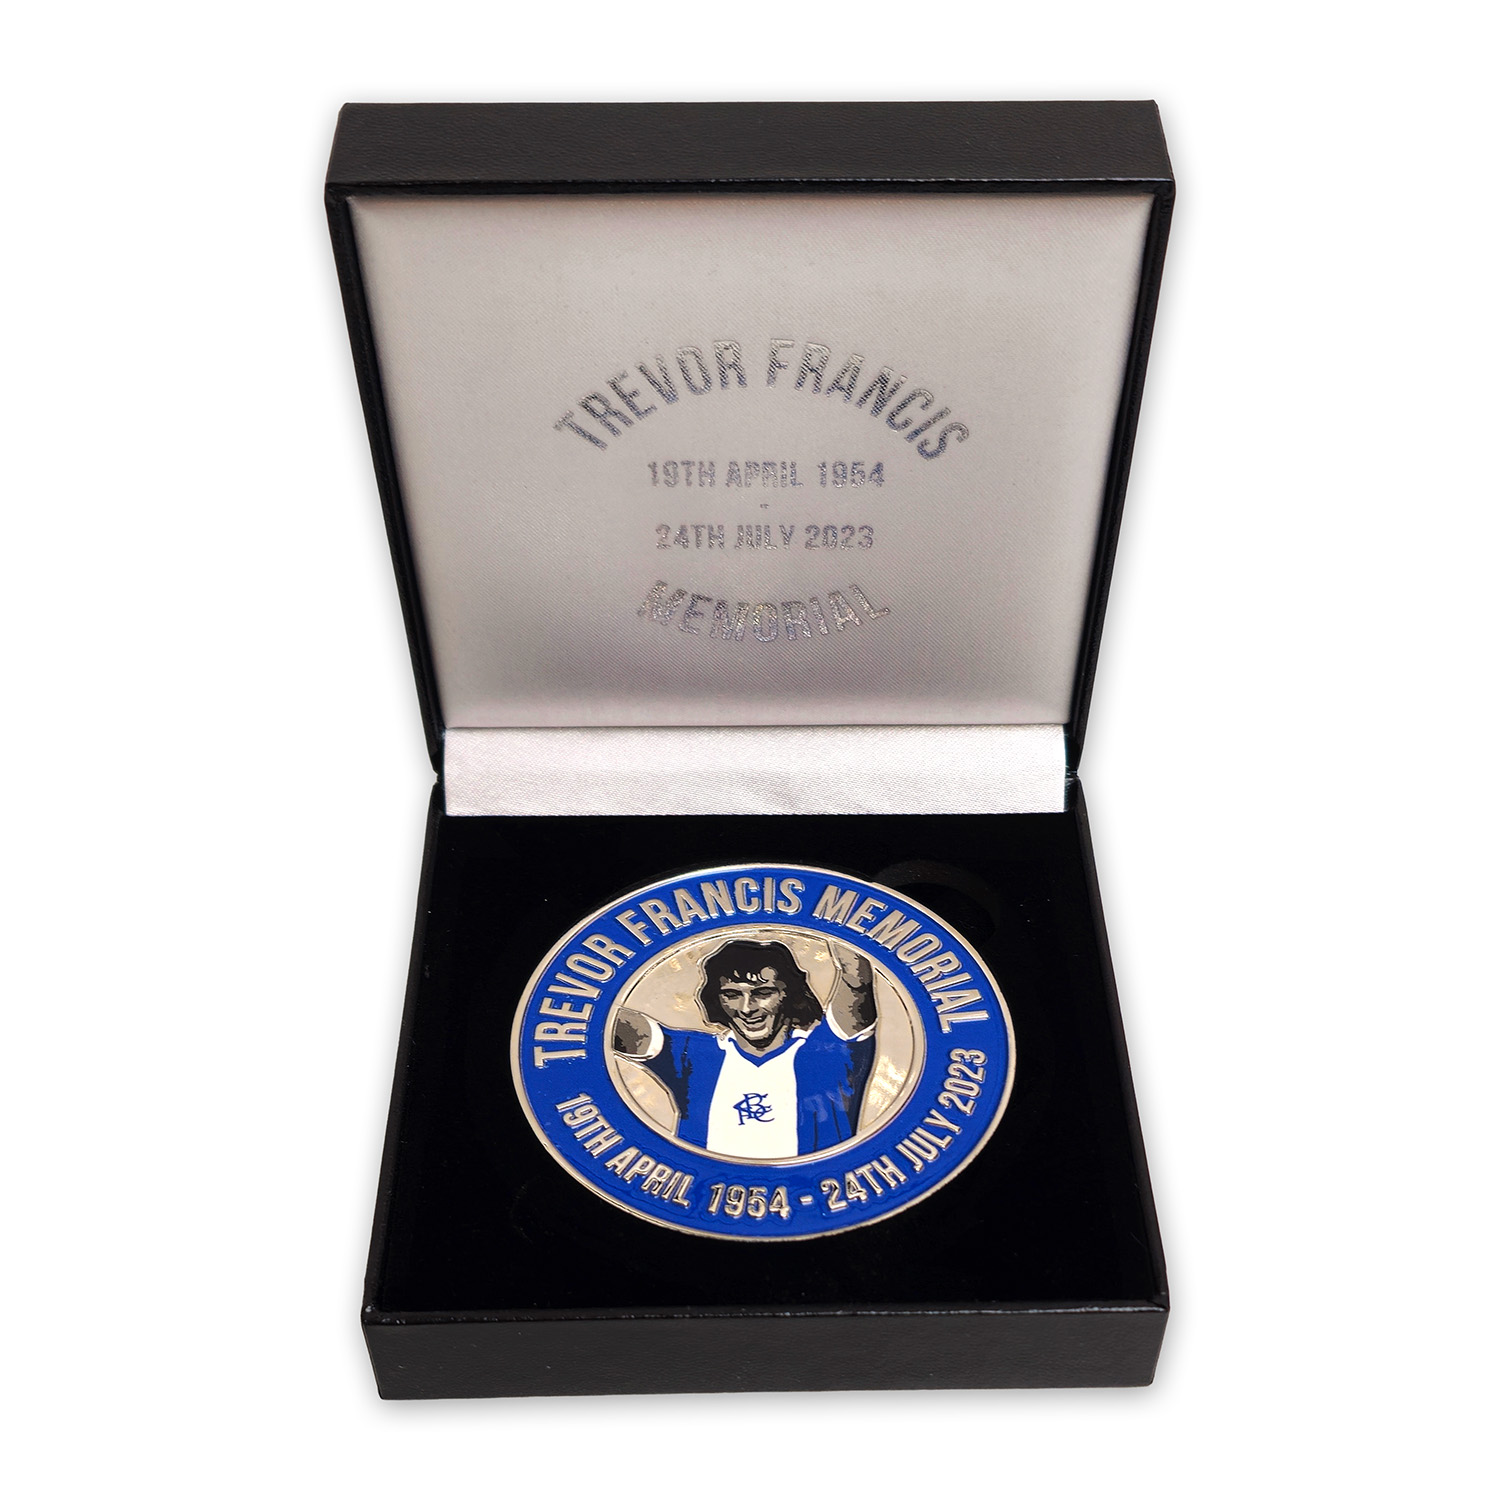 TREVOR FRANCIS
19TH APRIL 1954
-
24TH JULY 2023
MEMORIAL
TREVOR FRANCIS MEMORIAL
BCFC
19TH APRIL 1954 - 24TH JULY 2023